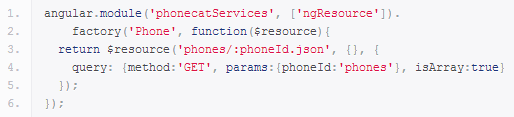 1. angular.module('phonecatServices', ['ngResource']).
2.     factory('Phone', function($resource){
3.   return $resource('phones/:phoneId.json', {}, {
4.     query: {method:'GET', params:{phoneId:'phones'}, isArray:true}
5.   });
6. });